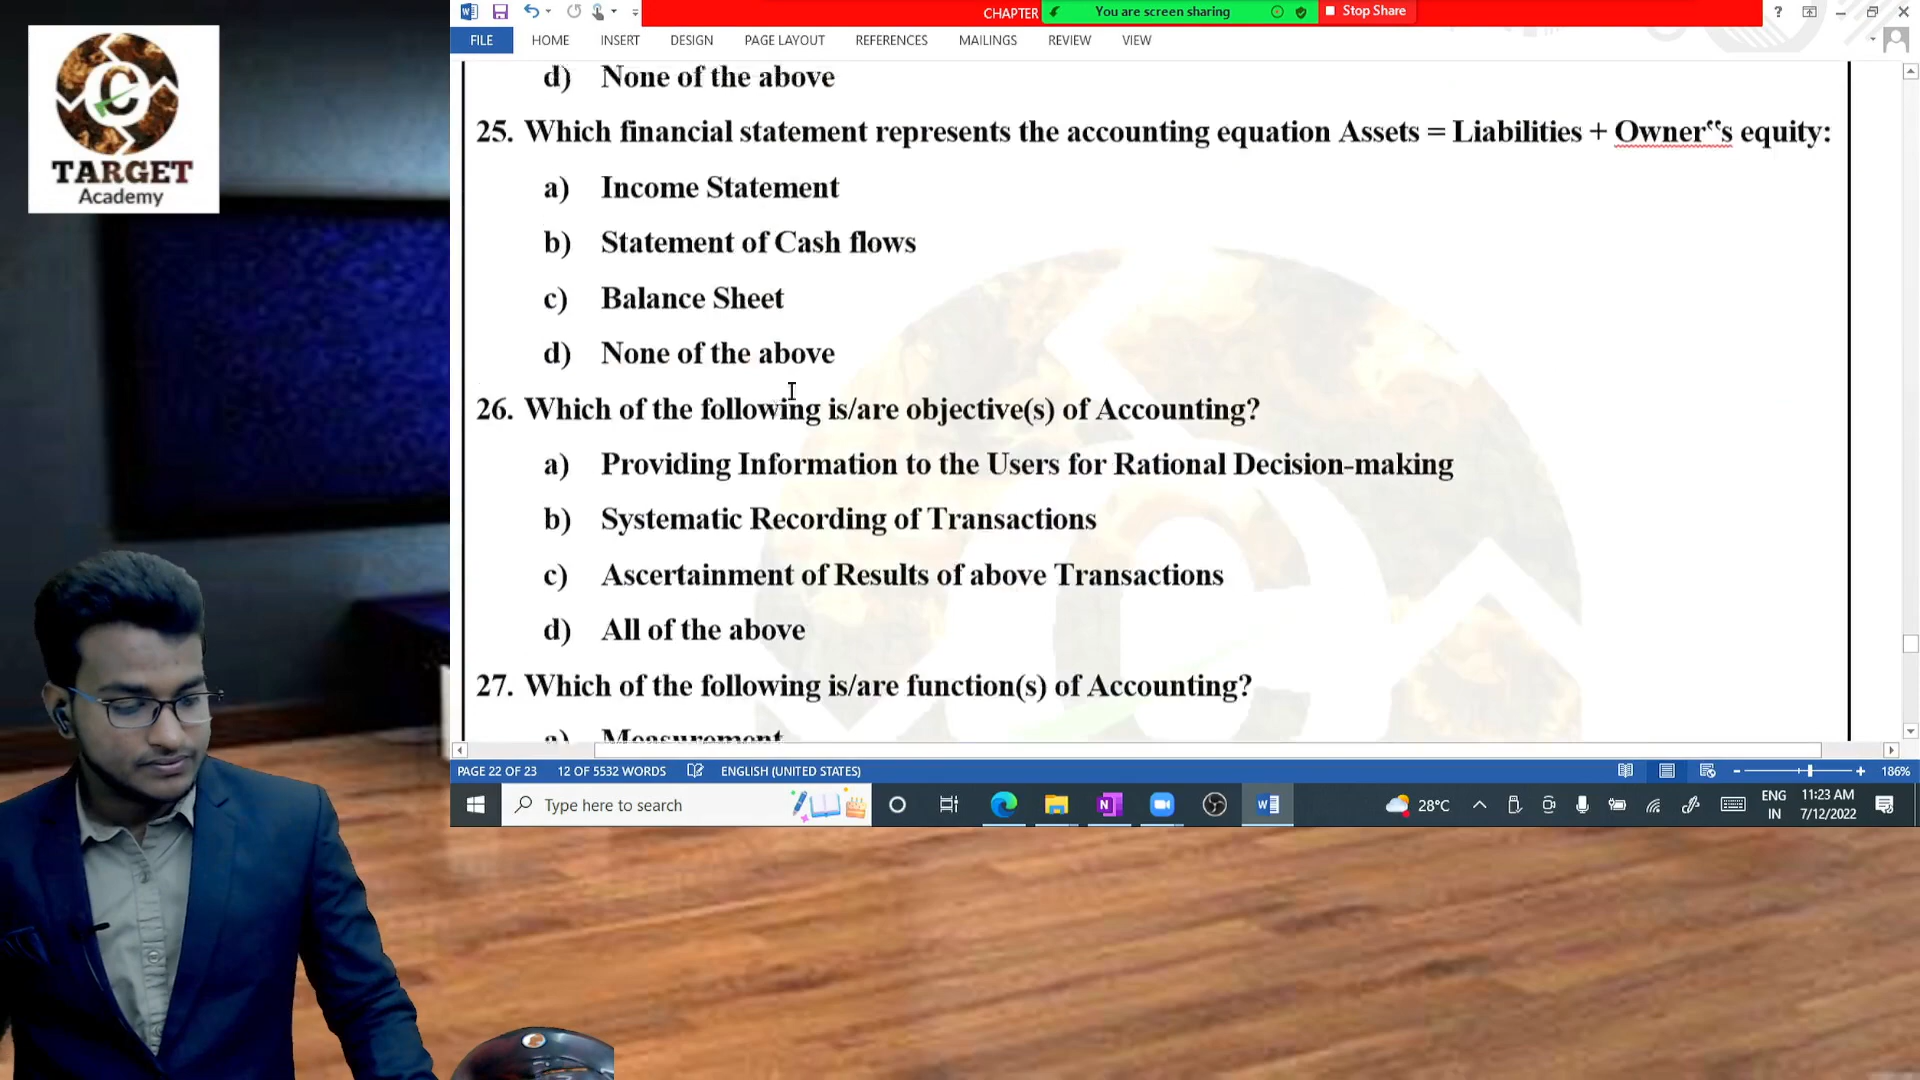 TARGET
Academy
CHAPTER
You are screen sharing
Stop Share
?
FILE
HOME
INSERT
DESIGN
PAGE LAYOUT
REFERENCES
MAILINGS
REVIEW
VIEW
d) None of the above
25. Which financial statement represents the accounting equation Assets = Liabilities + Owner‟s equity:
a) Income Statement
b) Statement of Cash flows
c) Balance Sheet
d) None of the above
26. Which of the following is/are objective(s) of Accounting?
a) Providing Information to the Users for Rational Decision-making
b) Systematic Recording of Transactions
c) Ascertainment of Results of above Transactions
d) All of the above
27. Which of the following is/are function(s) of Accounting?
a) Measurement
PAGE 22 OF 23
12 OF 5532 WORDS
ENGLISH (UNITED STATES)
186%
Type here to search
28°C
ENG
IN
11:23 AM
7/12/2022